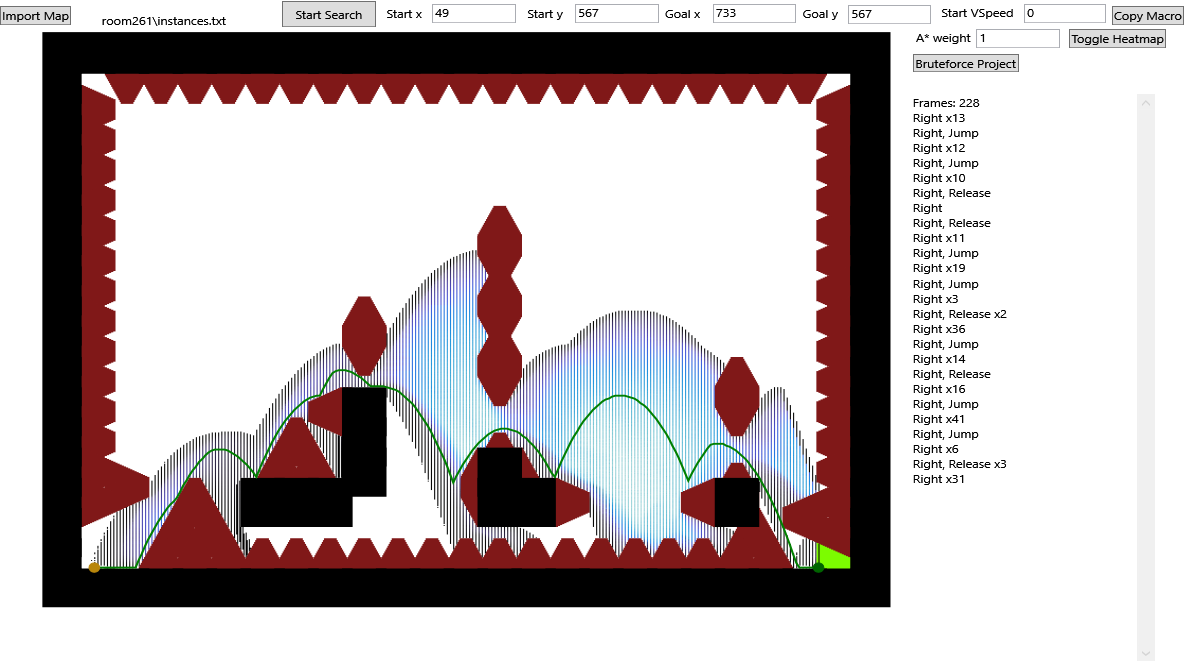 Import Map
room261\instances.txt
Start Search
Start x 49
Start y 567
Goal x 733
Goal y 567
Start VSpeed 0
Copy Macro
A* weight 1
Toggle Heatmap
Bruteforce Project
Frames: 228
Right x13
Right, Jump
Right x12
Right, Jump
Right x10
Right, Release
Right
Right, Release
Right x11
Right, Jump
Right x19
Right, Jump
Right x3
Right, Release x2
Right x36
Right, Jump
Right x14
Right, Release
Right x16
Right, Jump
Right x41
Right, Jump
Right x6
Right, Release x3
Right x31